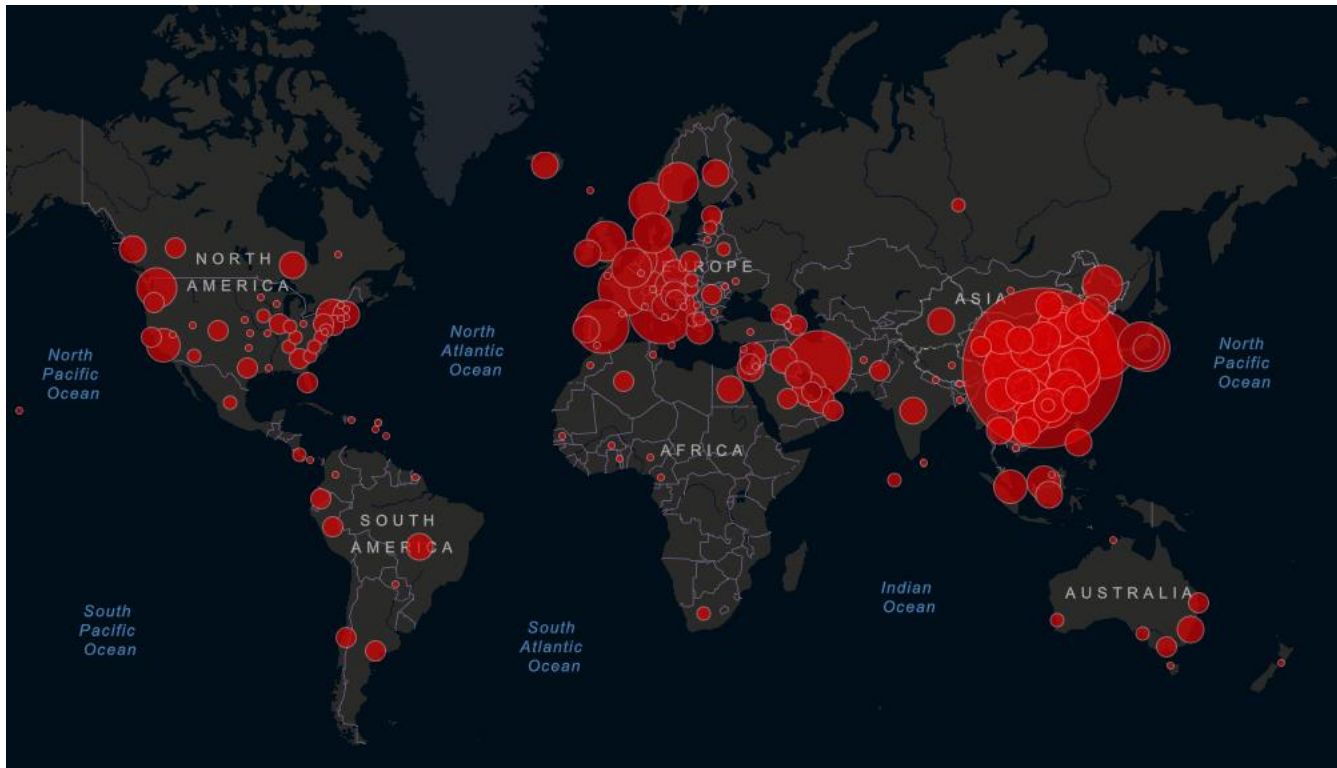 NORTH
AMERICA
EUROPE
ASIA
North
Pacific
Ocean
North
Atlantic
Ocean
North
Pacific
Ocean
AFRICA
SOUTH
AMERICA
South
Pacific
Ocean
South
Atlantic
Ocean
Indian
Ocean
AUSTRALIA